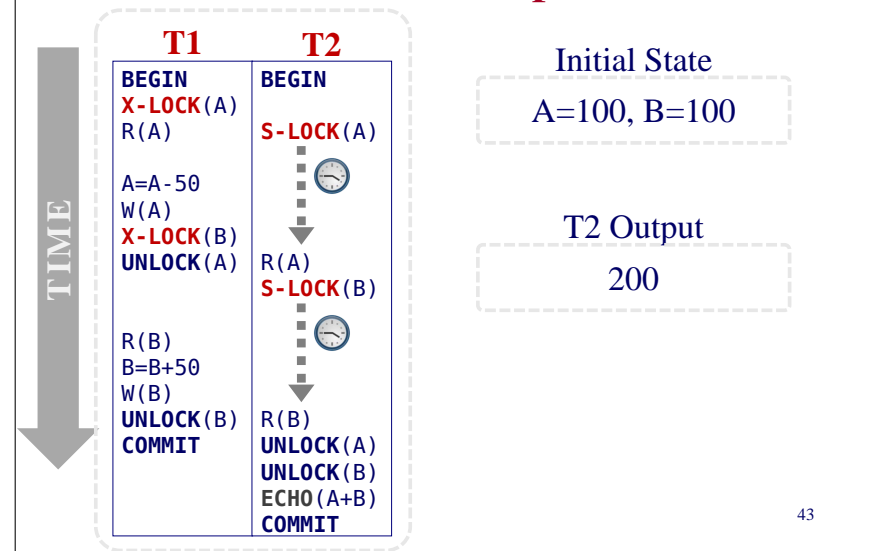 T1
T2
BEGIN
X-LOCK(A)
R(A)
A=A-50
W(A)
X-LOCK(B)
UNLOCK(A)
R(B)
B=B+50
W(B)
UNLOCK(B)
COMMIT
BEGIN
S-LOCK(A)
R(A)
S-LOCK(B)
R(B)
UNLOCK(A)
UNLOCK(B)
ECHO(A+B)
COMMIT
TIME
Initial State
A=100, B=100
T2 Output
200
43